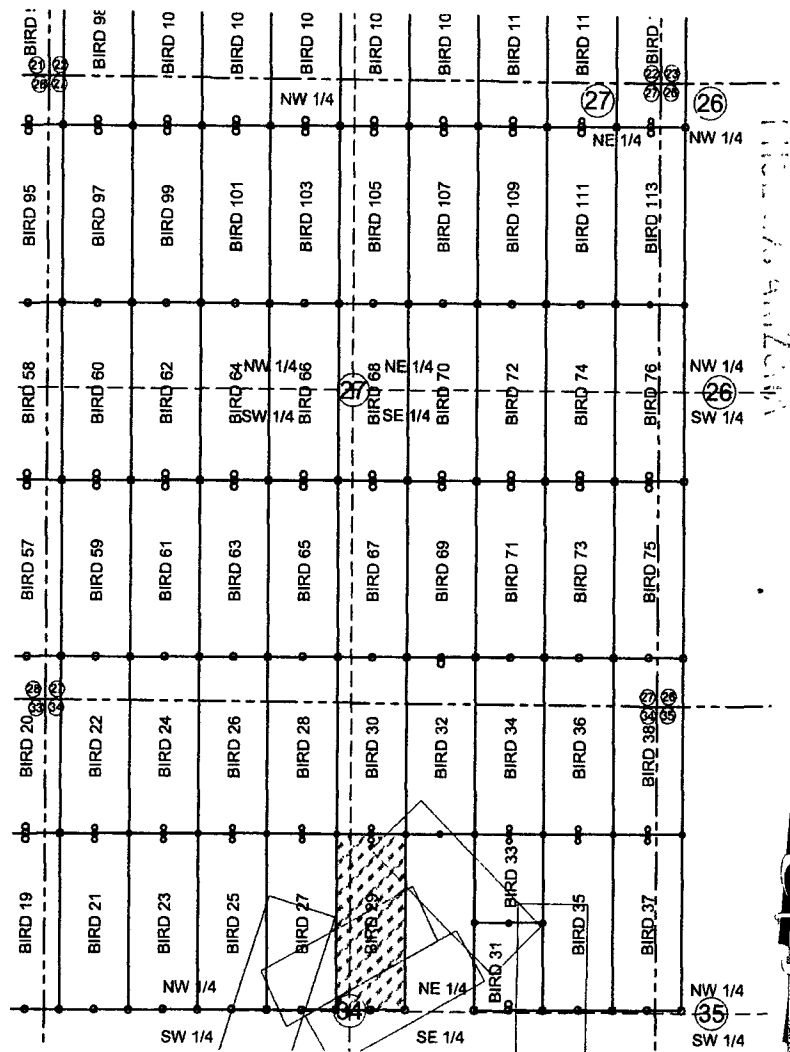 BIRD 98
BIRD 10
BIRD 10
BIRD 10
BIRD 10
BIRD 10
BIRD 11
BIRD 11
21 22
28 27
22 23
27 26
NW 1/4
27
26
NE 1/4
NW 1/4
BIRD 95
BIRD 97
BIRD 99
BIRD 101
BIRD 103
BIRD 105
BIRD 107
BIRD 109
BIRD 111
BIRD 113
BIRD 58
BIRD 60
BIRD 62
BIRD 64
BIRD 66
BIRD 68
BIRD 70
BIRD 72
BIRD 74
BIRD 76
NW 1/4
NE 1/4
NW 1/4
27
26
SW 1/4
SE 1/4
SW 1/4
BIRD 57
BIRD 59
BIRD 61
BIRD 63
BIRD 65
BIRD 67
BIRD 69
BIRD 71
BIRD 73
BIRD 75
28 27
33 34
27 26
34 35
BIRD 20
BIRD 22
BIRD 24
BIRD 26
BIRD 28
BIRD 30
BIRD 32
BIRD 34
BIRD 36
BIRD 38
BIRD 19
BIRD 21
BIRD 23
BIRD 25
BIRD 27
BIRD 29
BIRD 33
BIRD 31
BIRD 35
BIRD 37
NW 1/4
NE 1/4
NW 1/4
34
35
SW 1/4
SE 1/4
SW 1/4